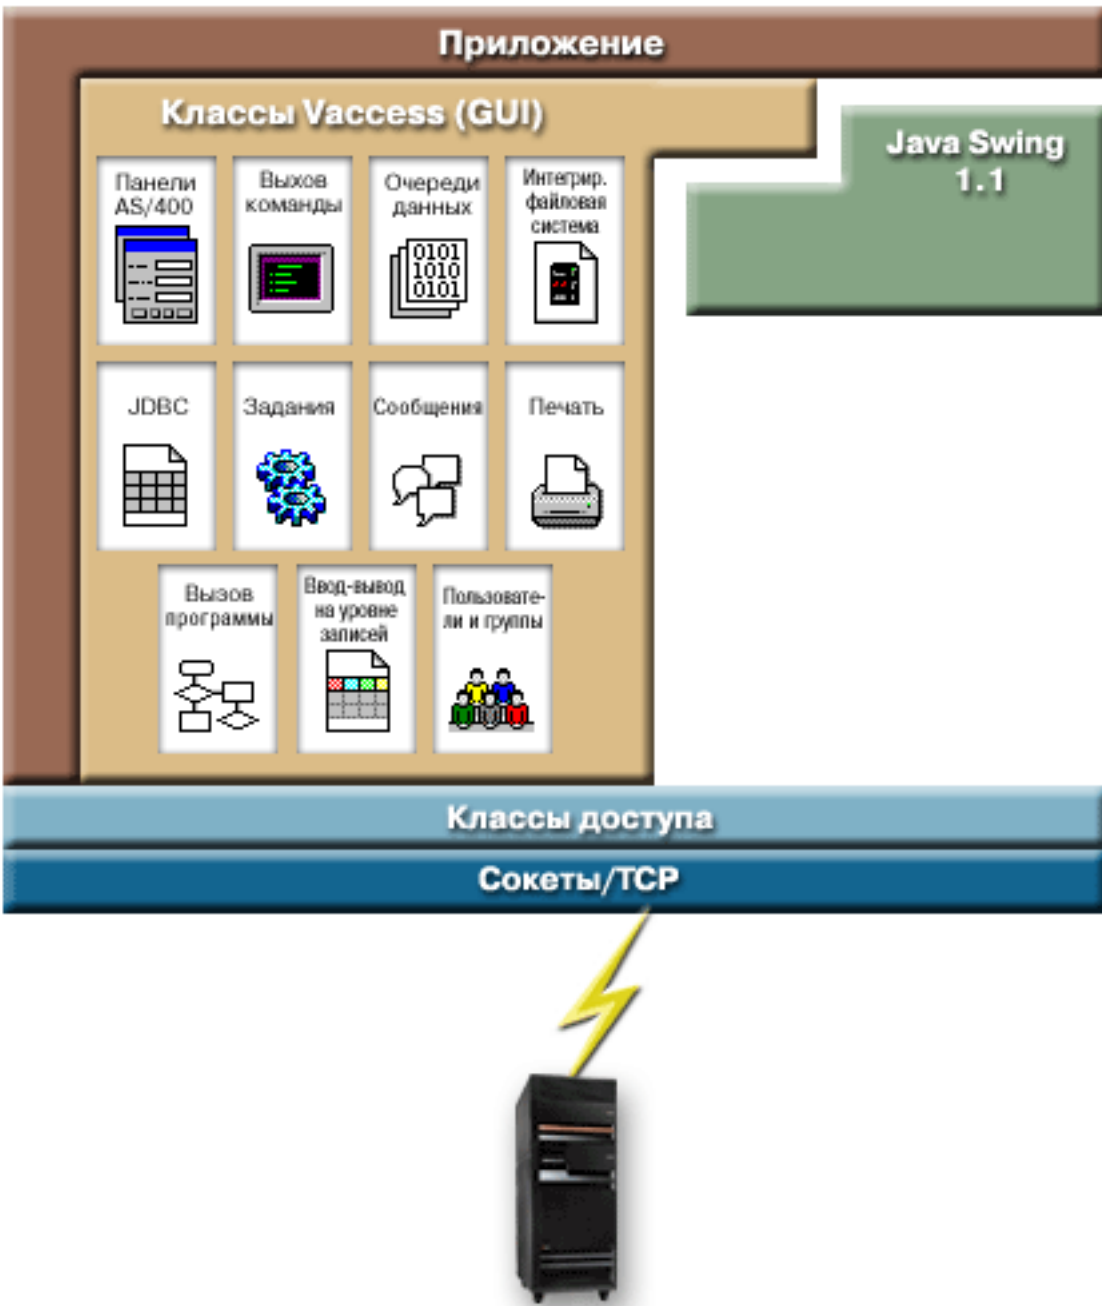 Приложение
Классы Vaccess (GUI)
Java Swing
1.1
Панели
AS/400
Выхов
команды
Очереди
данных
0101
1010
0101
Интегрир.
файловая
система
JDBC
Задания
Сообщения
Печать
Вызов
программы
Ввод-вывод
на уровне
записей
Пользовате-
ли и группы
Классы доступа
Сокеты/TCP